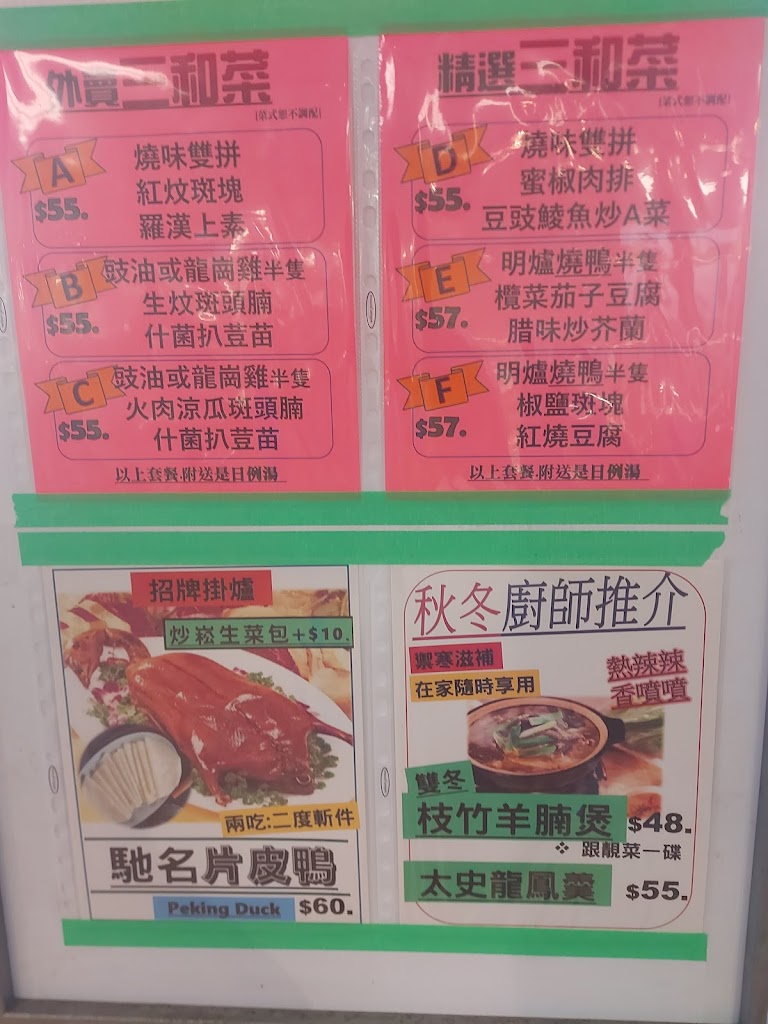 外賣三和菜
[菜式恕不調配]
A
$55.
燒味雙拼
紅炆斑塊
羅漢上素
B
$55.
豉油或龍崗雞半隻
生炆斑頭腩
什菌扒荳苗
C
$55.
豉油或龍崗雞半隻
火肉涼瓜斑頭腩
什菌扒荳苗
以上套餐.附送是日例湯
精選三和菜
[菜式恕不調配]
D
$55.
燒味雙拼
蜜椒肉排
豆豉鯪魚炒A菜
E
$57.
明爐燒鴨半隻
欖菜茄子豆腐
腊味炒芥蘭
F
$57.
明爐燒鴨半隻
椒鹽斑塊
紅燒豆腐
以上套餐.附送是日例湯
招牌掛爐
炒崧生菜包+$10.
兩吃:二度斬件
馳名片皮鴨
Peking Duck $60.
秋冬廚師推介
禦寒滋補
在家隨時享用
熱辣辣
香噴噴
雙冬
枝竹羊腩煲 $48.
❖ 跟靚菜一碟
太史龍鳳羹 $55.